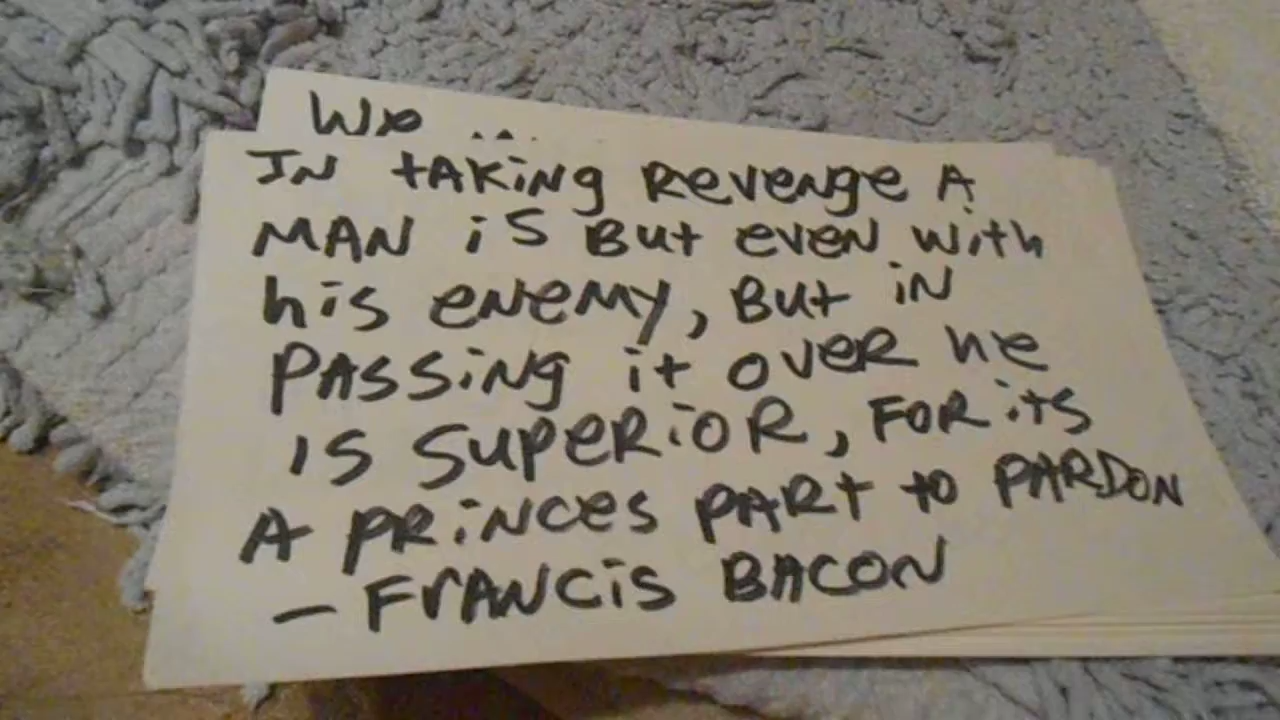 We
IN tAKiNg ReveNge A
MAN iS But eveN With
his eNeMy, But iN
PAssiNg it over he
is superior, FoR its
A PRiNces PARt to PARDON
- FrANcis BACON